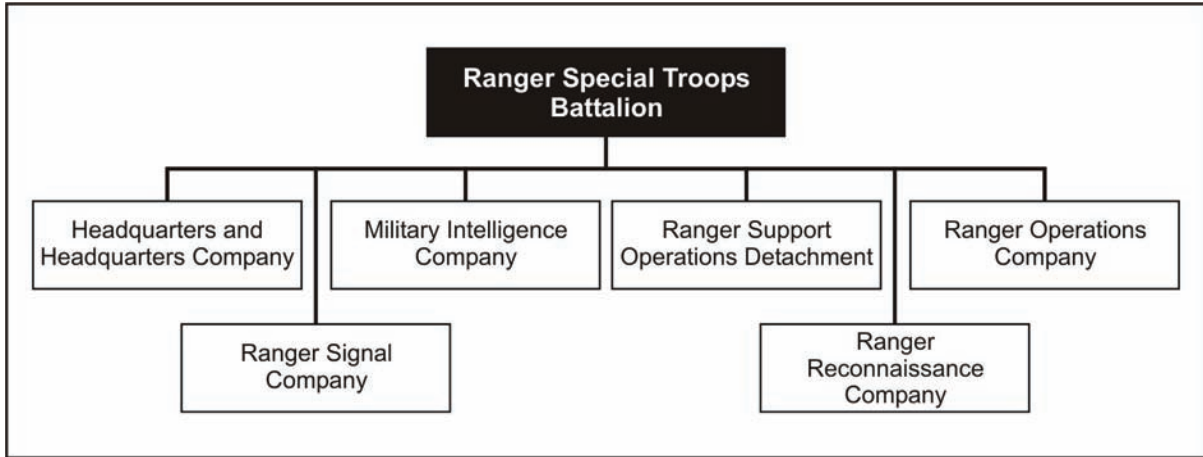 Ranger Special Troops
Battalion
Headquarters and
Headquarters Company
Military Intelligence
Company
Ranger Support
Operations Detachment
Ranger Operations
Company
Ranger Signal
Company
Ranger
Reconnaissance
Company